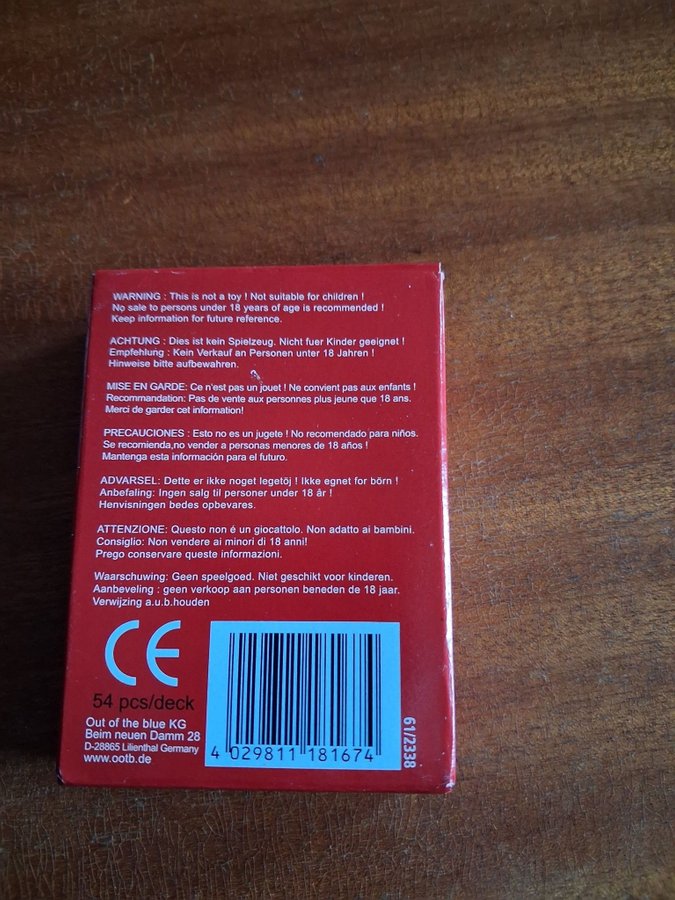 WARNING : This is not a toy ! Not suitable for children !
No sale to persons under 18 years of age is recommended !
Keep information for future reference.
ACHTUNG : Dies ist kein Spielzeug. Nicht fuer Kinder geeignet !
Empfehlung : Kein Verkauf an Personen unter 18 Jahren !
Hinweise bitte aufbewahren.
MISE EN GARDE: Ce n'est pas un jouet ! Ne convient pas aux enfants !
Recommandation: Pas de vente aux personnes plus jeune que 18 ans.
Merci de garder cet information!
PRECAUCIONES : Esto no es un jugete ! No recomendado para niños.
Se recomienda,no vender a personas menores de 18 años !
Mantenga esta información para el futuro.
ADVARSEL: Dette er ikke noget legetöj ! Ikke egnet for börn !
Anbefaling: Ingen salg til personer under 18 år !
Henvisningen bedes opbevares.
ATTENZIONE: Questo non é un giocattolo. Non adatto ai bambini.
Consiglio: Non vendere ai minori di 18 anni!
Prego conservare queste informazioni.
Waarschuwing: Geen speelgoed. Niet geschikt voor kinderen.
Aanbeveling : geen verkoop aan personen beneden de 18 jaar.
Verwijzing a.u.b.houden
CE
54 pcs/deck
Out of the blue KG
Beim neuen Damm 28
D-28865 Lilienthal Germany
www.ootb.de
4 029811 181674
61/2338